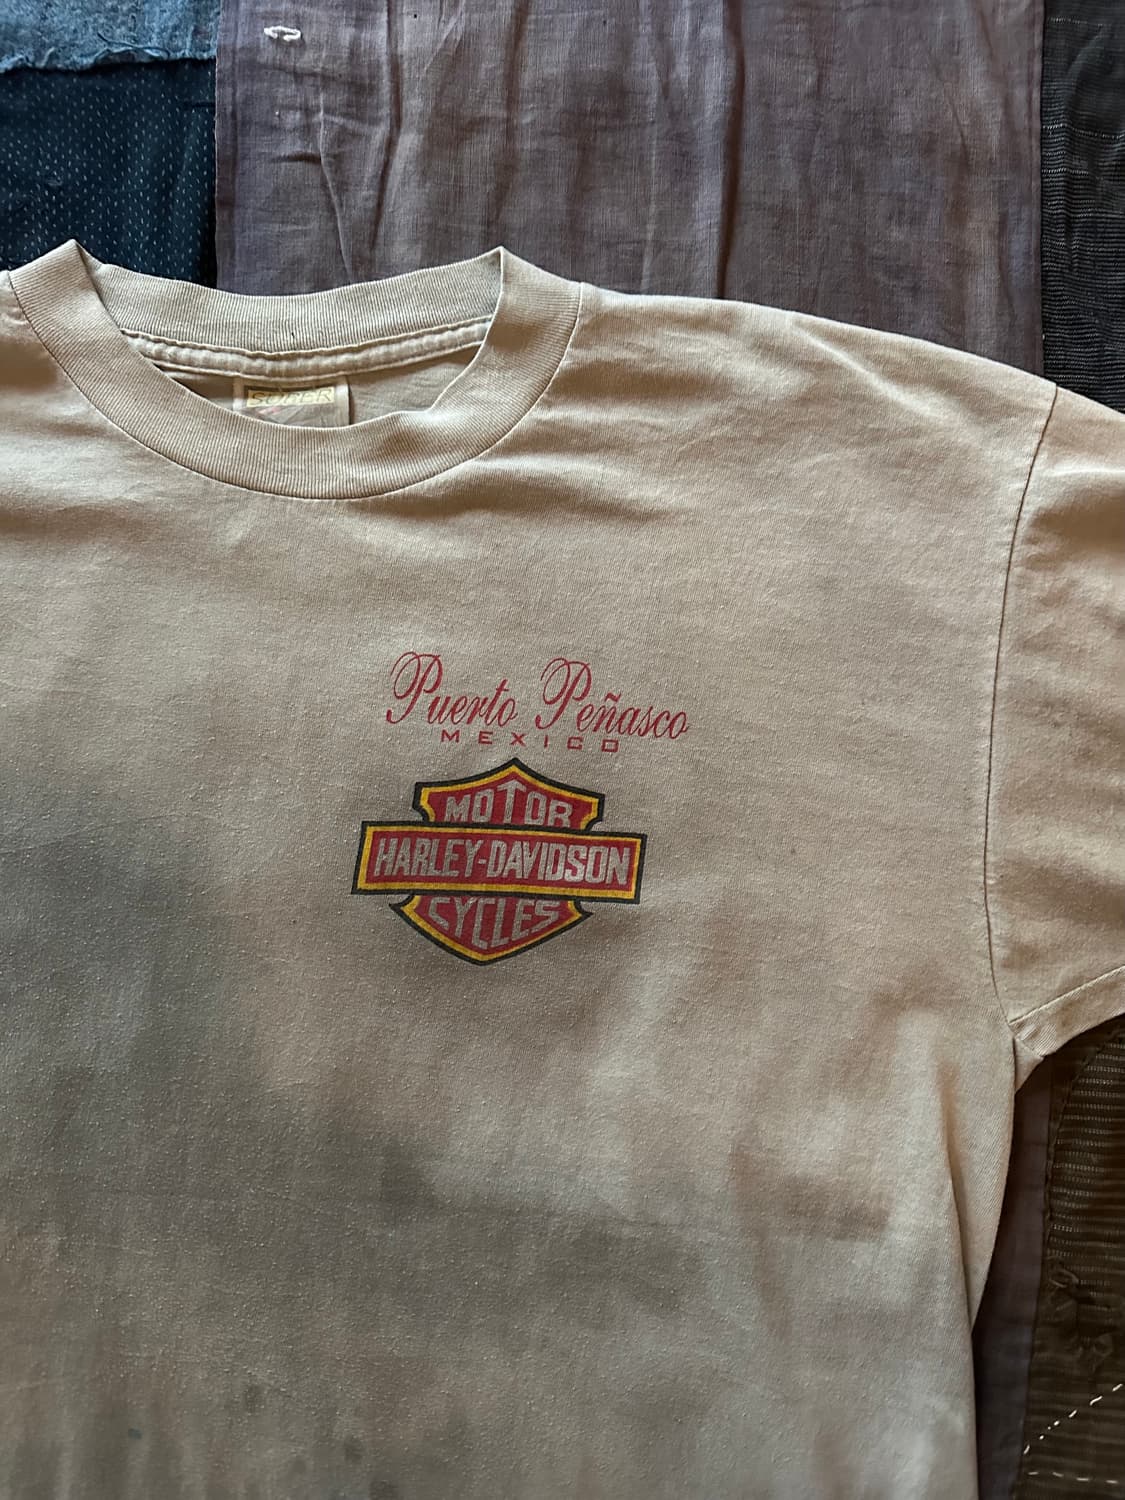 Puerto Peñasco
MEXICO
MOTOR
HARLEY-DAVIDSON
CYCLES